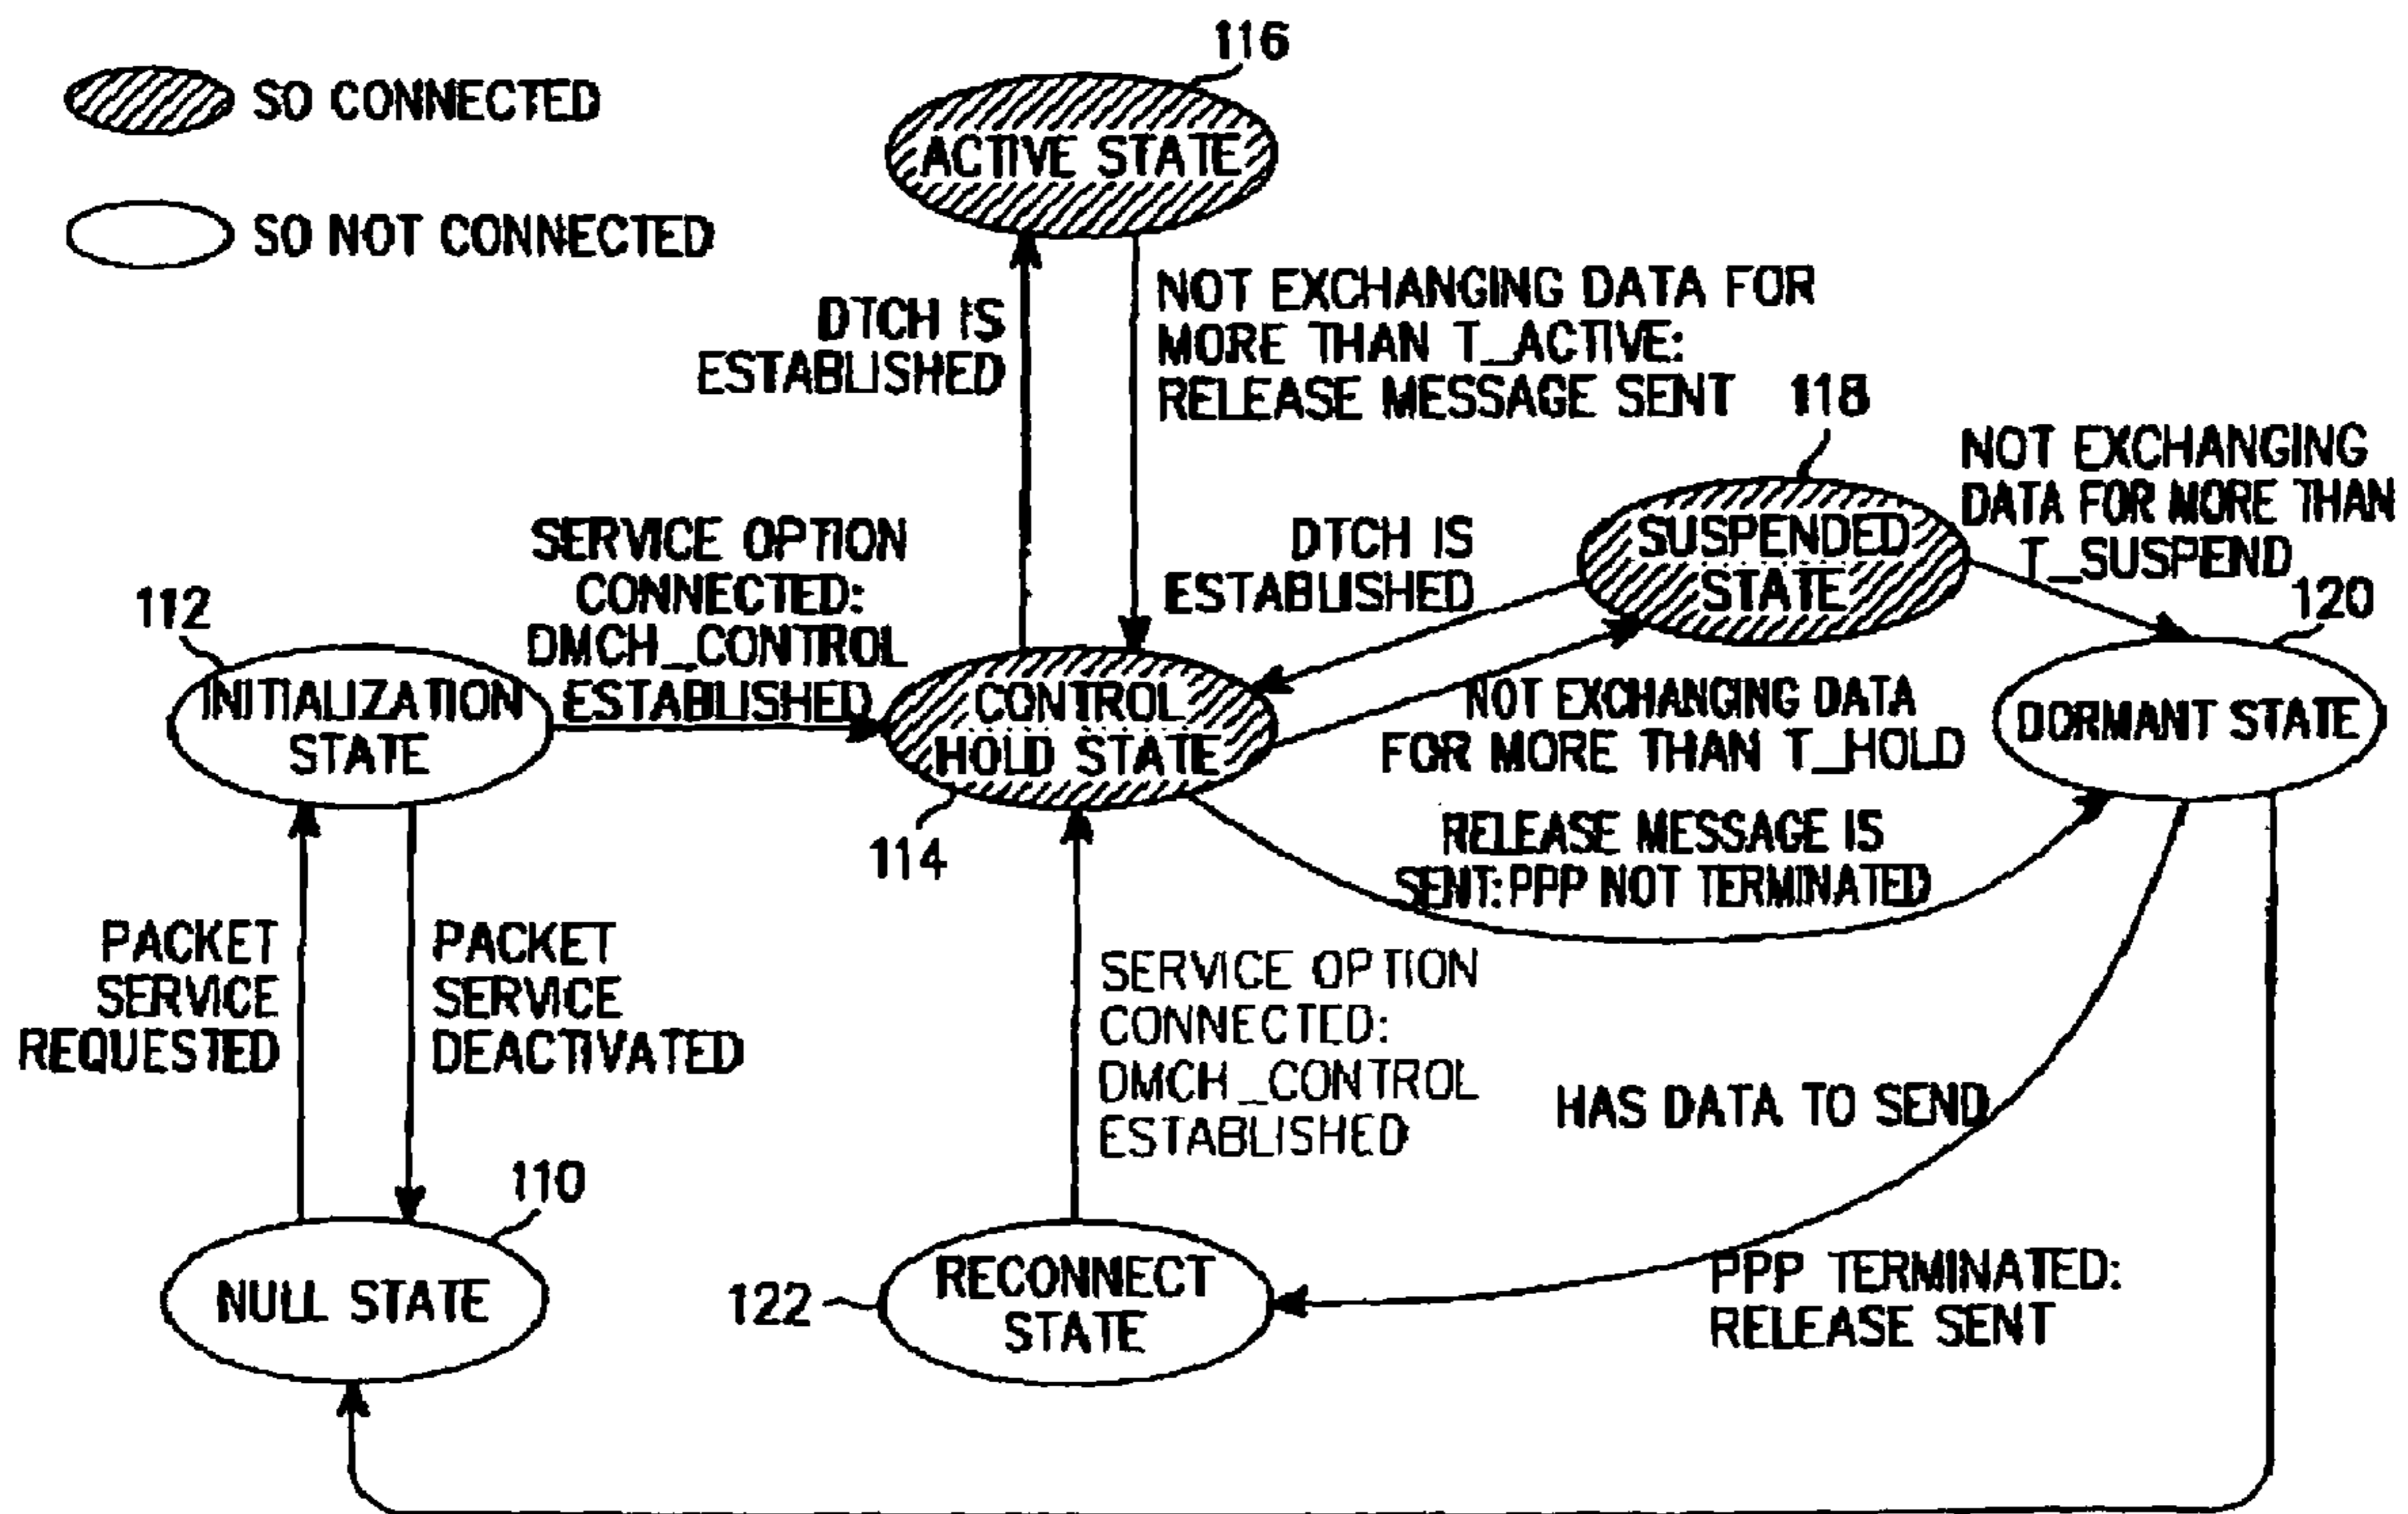 116
SO CONNECTED
ACTIVE STATE
SO NOT CONNECTED
DTCH IS
ESTABLISHED
NOT EXCHANGING DATA FOR
MORE THAN T_ACTIVE:
RELEASE MESSAGE SENT
118
NOT EXCHANGING
DATA FOR MORE THAN
T_SUSPEND
SERVICE OPTION
CONNECTED:
DMCH_CONTROL
ESTABLISHED
DTCH IS
ESTABLISHED
SUSPENDED
STATE
112
120
INITIALIZATION
STATE
CONTROL
HOLD STATE
NOT EXCHANGING DATA
FOR MORE THAN T_HOLD
DORMANT STATE
114
RELEASE MESSAGE IS
SENT:PPP NOT TERMINATED
PACKET
SERVICE
REQUESTED
PACKET
SERVICE
DEACTIVATED
SERVICE OPTION
CONNECTED:
DMCH_CONTROL
ESTABLISHED
HAS DATA TO SEND
110
NULL STATE
122
RECONNECT
STATE
PPP TERMINATED:
RELEASE SENT